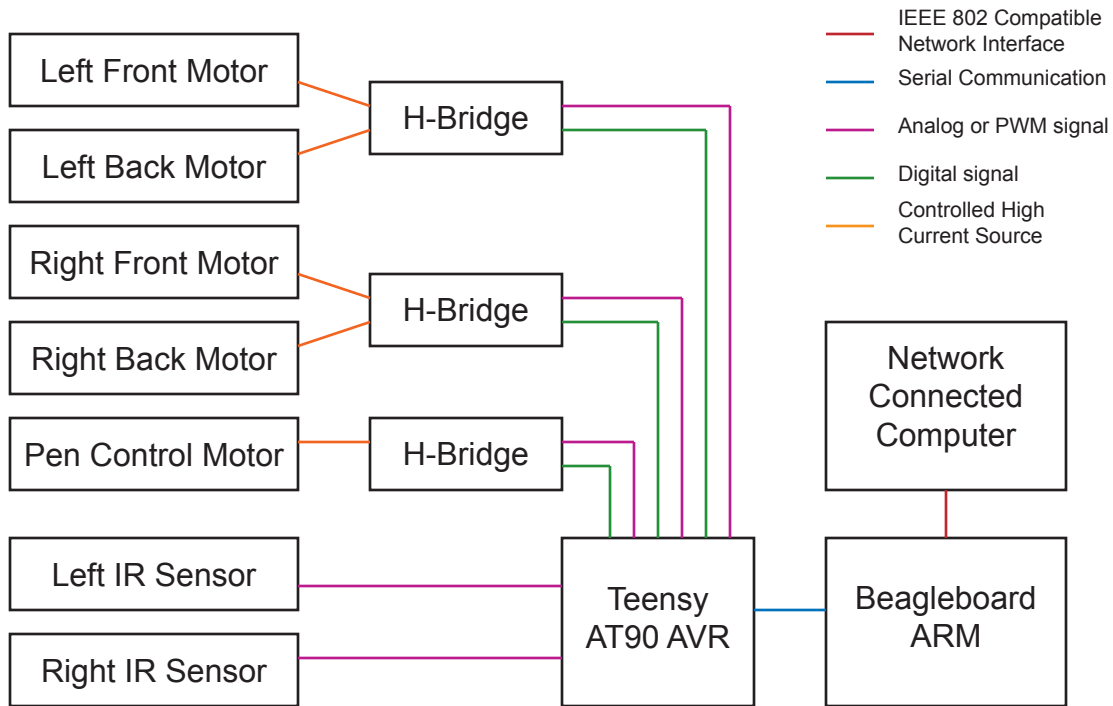 Left Front Motor
Left Back Motor
Right Front Motor
Right Back Motor
Pen Control Motor
Left IR Sensor
Right IR Sensor
H-Bridge
H-Bridge
H-Bridge
Teensy
AT90 AVR
Beagleboard
ARM
Network
Connected
Computer
IEEE 802 Compatible
Network Interface
Serial Communication
Analog or PWM signal
Digital signal
Controlled High
Current Source